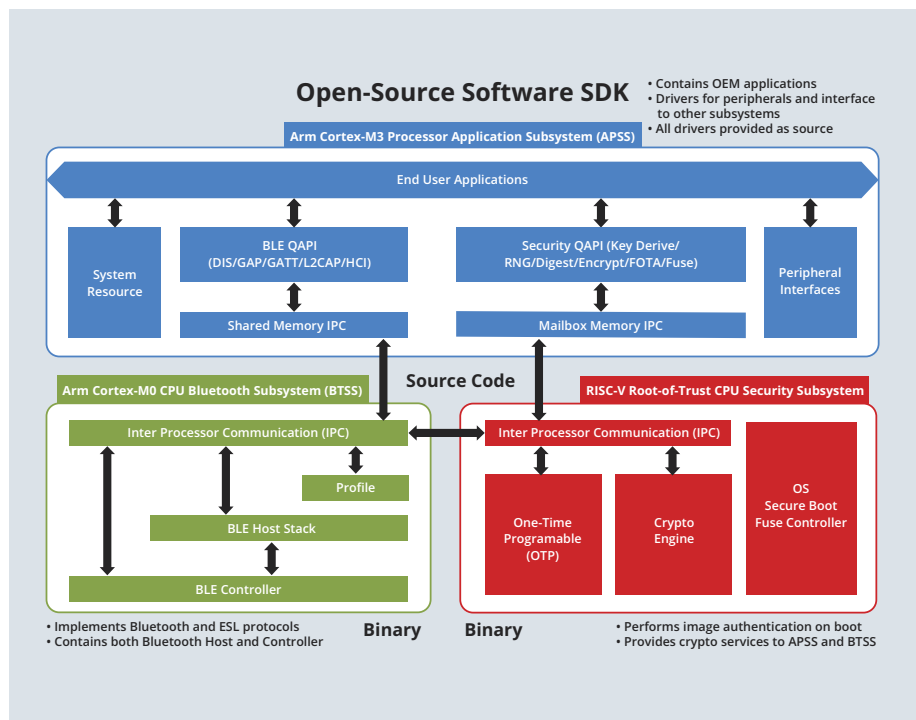 Open-Source Software SDK
• Contains OEM applications
• Drivers for peripherals and interface
to other subsystems
• All drivers provided as source
Arm Cortex-M3 Processor Application Subsystem (APSS)
End User Applications
System
Resource
BLE QAPI
(DIS/GAP/GATT/L2CAP/HCI)
Shared Memory IPC
Security QAPI (Key Derive/
RNG/Digest/Encrypt/FOTA/Fuse)
Mailbox Memory IPC
Peripheral
Interfaces
Source Code
Arm Cortex-M0 CPU Bluetooth Subsystem (BTSS)
Inter Processor Communication (IPC)
Profile
BLE Host Stack
BLE Controller
• Implements Bluetooth and ESL protocols
• Contains both Bluetooth Host and Controller
Binary
RISC-V Root-of-Trust CPU Security Subsystem
Inter Processor Communication (IPC)
One-Time
Programable
(OTP)
Crypto
Engine
OS
Secure Boot
Fuse Controller
Binary
• Performs image authentication on boot
• Provides crypto services to APSS and BTSS